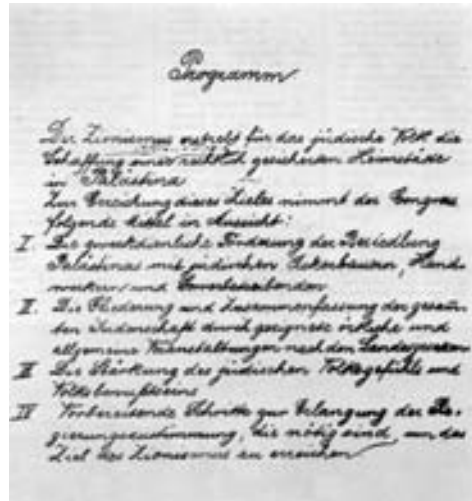 Programm
Der Zionismus erstrebt für das jüdische Volk die
Schaffung einer rechtlich gesicherten Heimstätte
in Palästina
Zur Erreichung dieses Zieles nimmt der Congress
folgende Mittel in Aussicht:
I. Die zweckdienliche Förderung der Besiedlung
Palästinas mit jüdischen Ackerbauern, Hand
werkern und Gewerbetreibenden
II. Die Gliederung und Zusammenfassung der gesam
ten Judenschaft durch geeignete örtliche und
allgemeine Veranstaltungen nach den Landesgesetzen
III Die Stärkung des jüdischen Volksgefühls und
Volksbewußtseins
IV Vorbereitende Schritte zur Erlangung der Re-
gierungszustimmung, die nötig sind, um das
Ziel des Zionismus zu erreichen